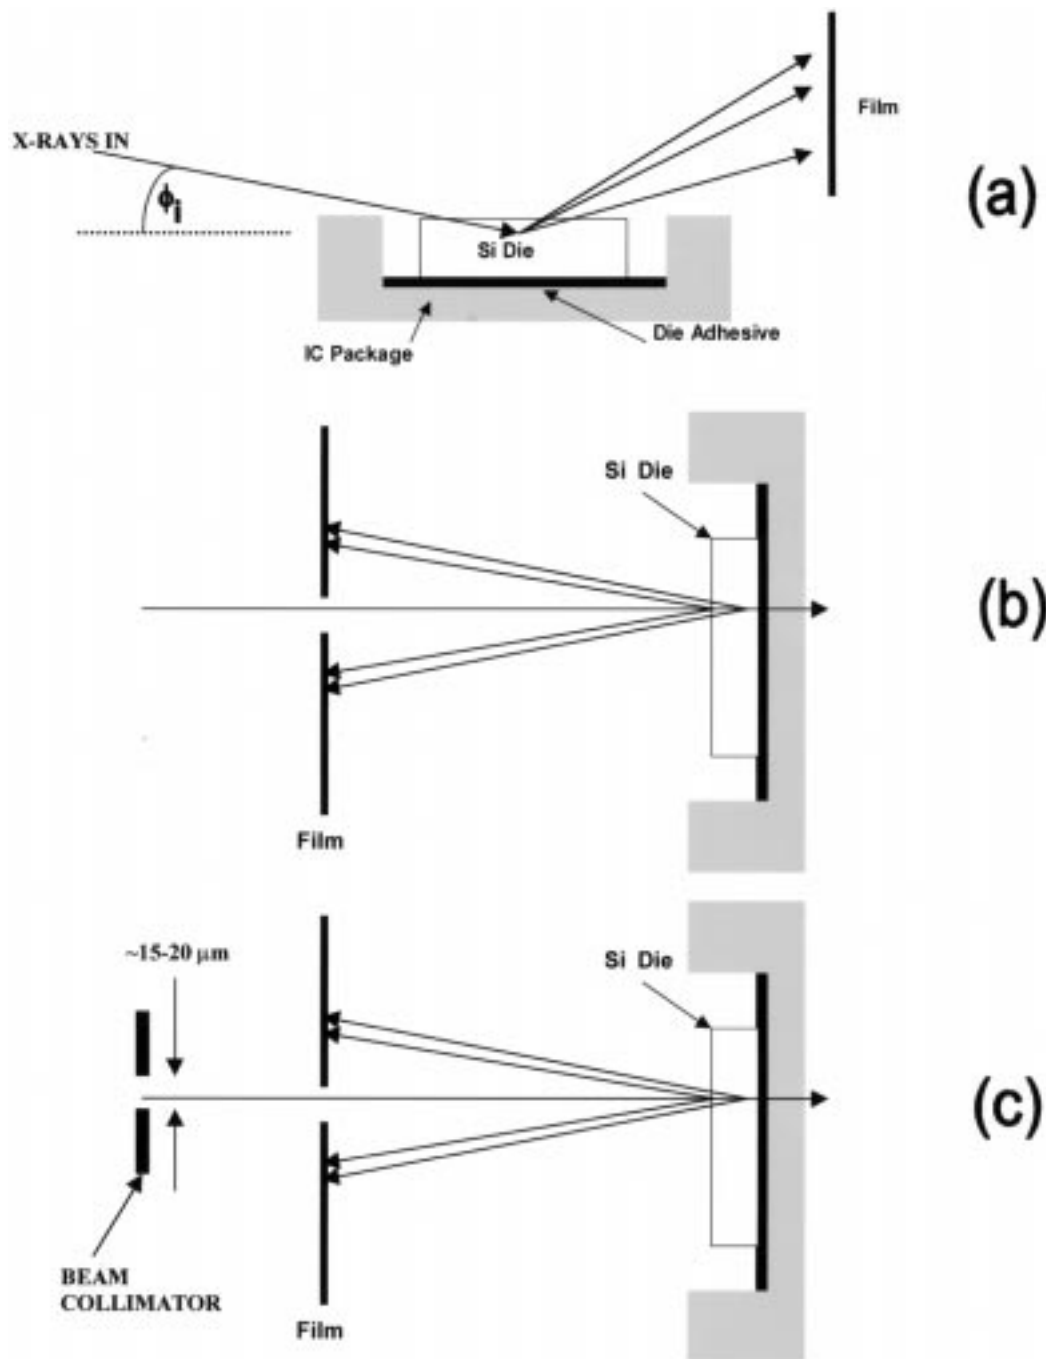 X-RAYS IN
ϕi
Film
(a)
Si Die
IC Package
Die Adhesive
Si Die
(b)
Film
~15-20 μm
Si Die
(c)
BEAM
COLLIMATOR
Film